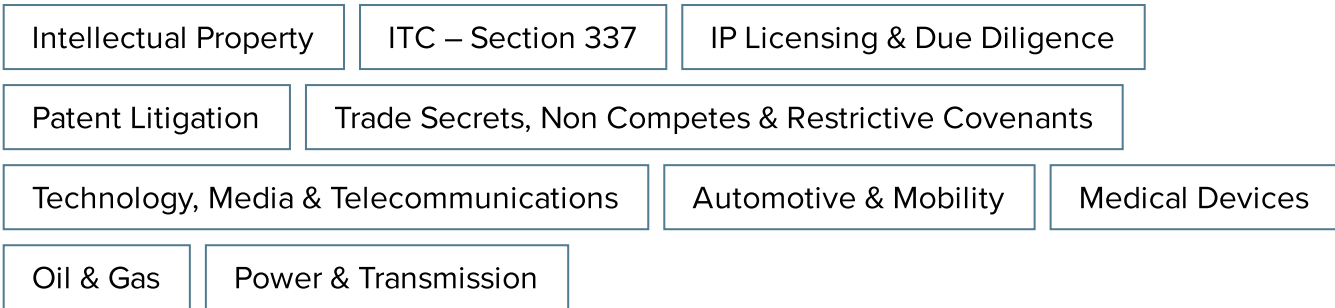 Intellectual Property ITC – Section 337 IP Licensing & Due Diligence
Patent Litigation Trade Secrets, Non Competes & Restrictive Covenants
Technology, Media & Telecommunications Automotive & Mobility Medical Devices
Oil & Gas Power & Transmission